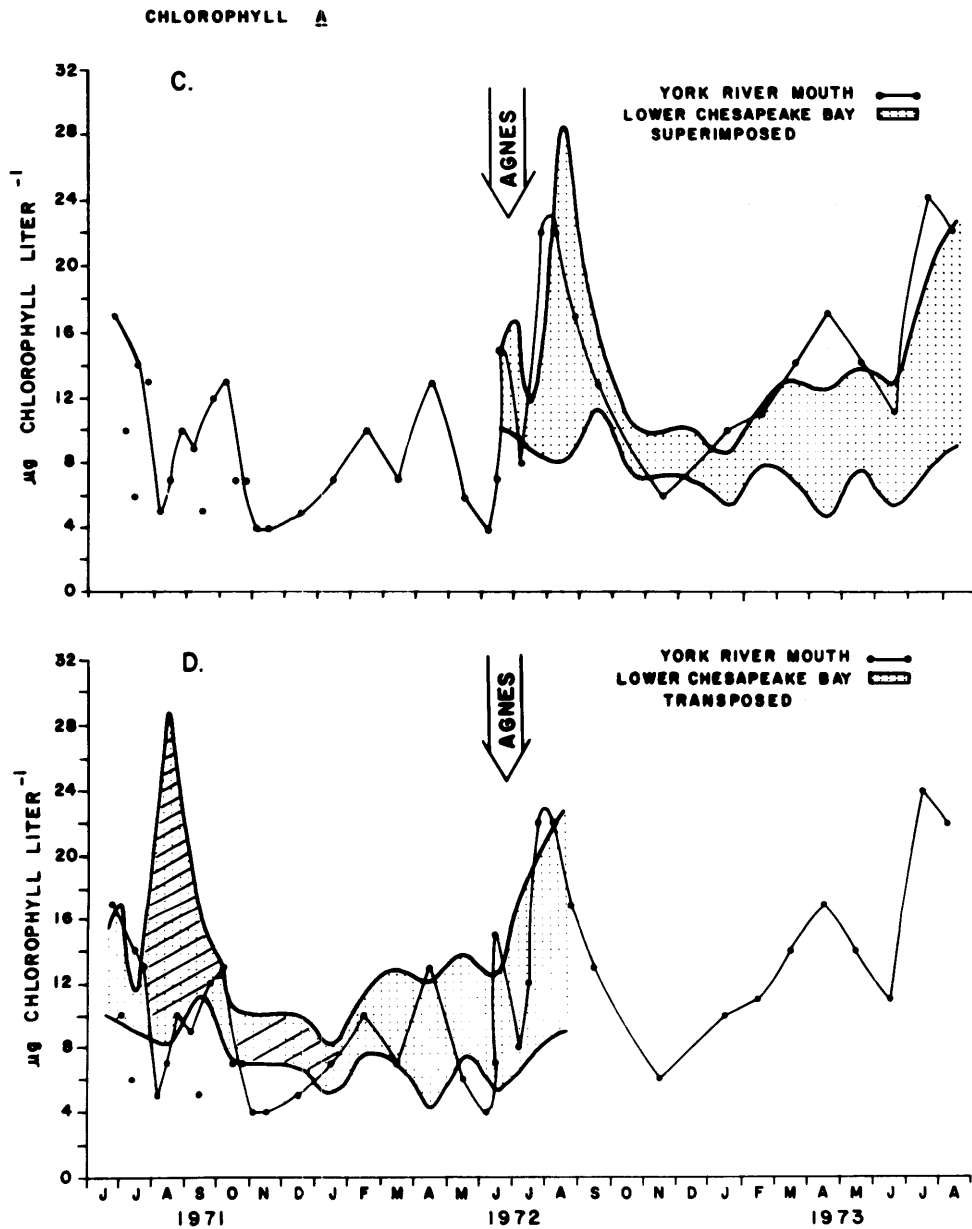 CHLOROPHYLL A
C.
YORK RIVER MOUTH
LOWER CHESAPEAKE BAY
SUPERIMPOSED
AGNES
µg CHLOROPHYLL LITER -1
32
28
24
20
16
12
8
4
0
D.
YORK RIVER MOUTH
LOWER CHESAPEAKE BAY
TRANSPOSED
AGNES
µg CHLOROPHYLL LITER -1
32
28
24
20
16
12
8
4
0
J J A S O N D J F M A M J J A S O N D J F M A M J J A
1971 1972 1973